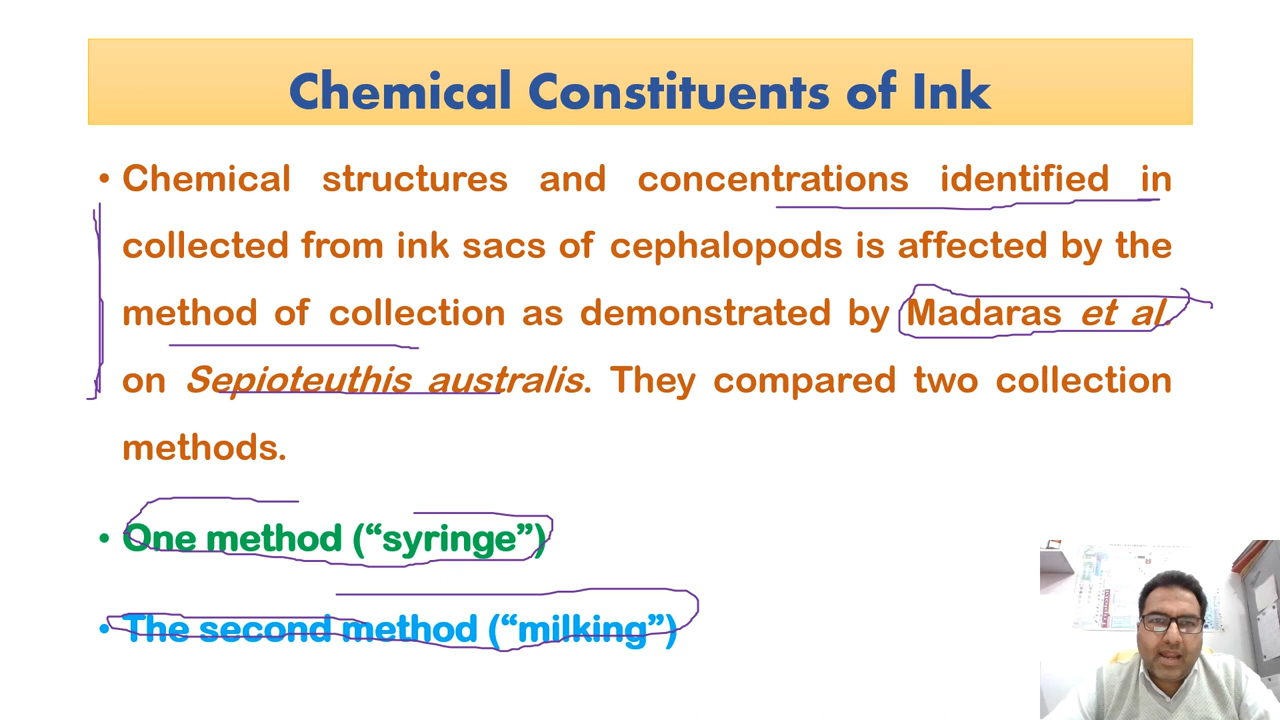 Chemical Constituents of Ink
• Chemical structures and concentrations identified in
collected from ink sacs of cephalopods is affected by the
method of collection as demonstrated by Madaras et al.
on Sepioteuthis australis. They compared two collection
methods.
• One method (“syringe”)
• The second method (“milking”)